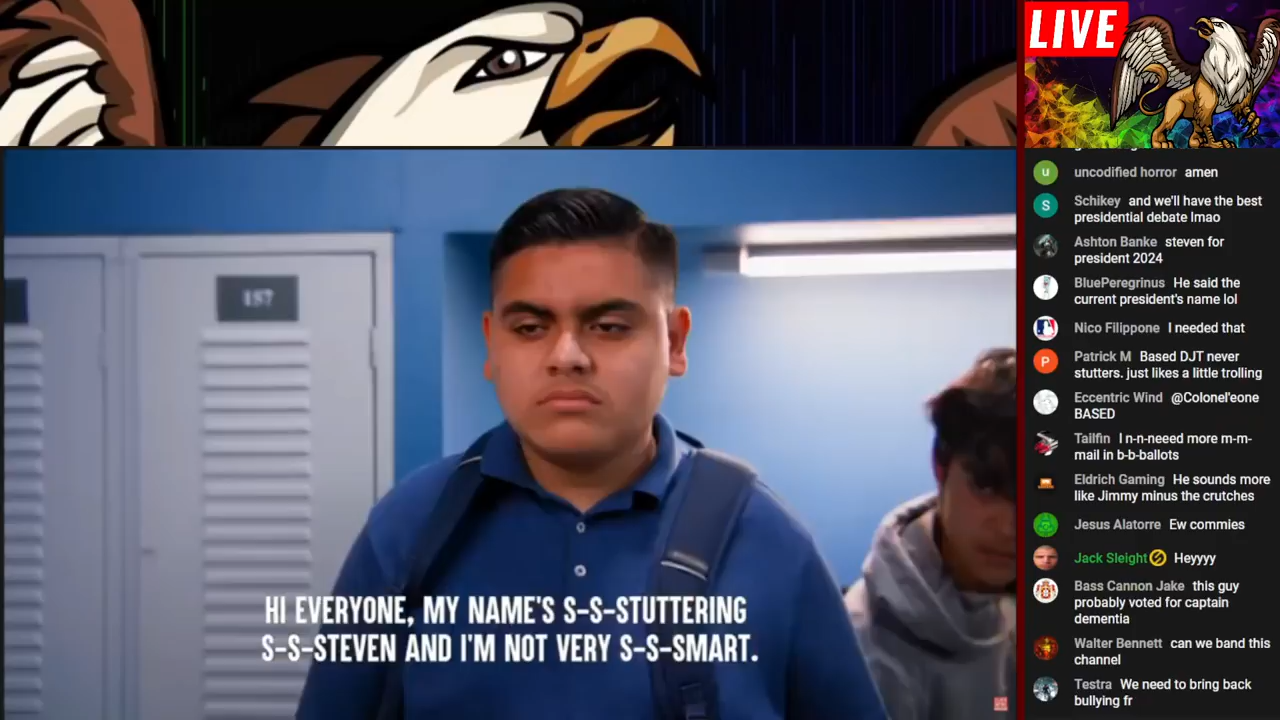 LIVE
157
HI EVERYONE, MY NAME'S S-S-STUTTERING
S-S-STEVEN AND I'M NOT VERY S-S-SMART.
u uncodified horror amen
S Schikey and we'll have the best
presidential debate lmao
Ashton Banke steven for
president 2024
BluePeregrinus He said the
current president's name lol
Nico Filippone I needed that
P Patrick M Based DJT never
stutters. just likes a little trolling
Eccentric Wind @Colonel'eone
BASED
Tailfin I n-n-neeed more m-m-
mail in b-b-ballots
Eldrich Gaming He sounds more
like Jimmy minus the crutches
Jesus Alatorre Ew commies
Jack Sleight Heyyyy
Bass Cannon Jake this guy
probably voted for captain
dementia
Walter Bennett can we band this
channel
Testra We need to bring back
bullying fr